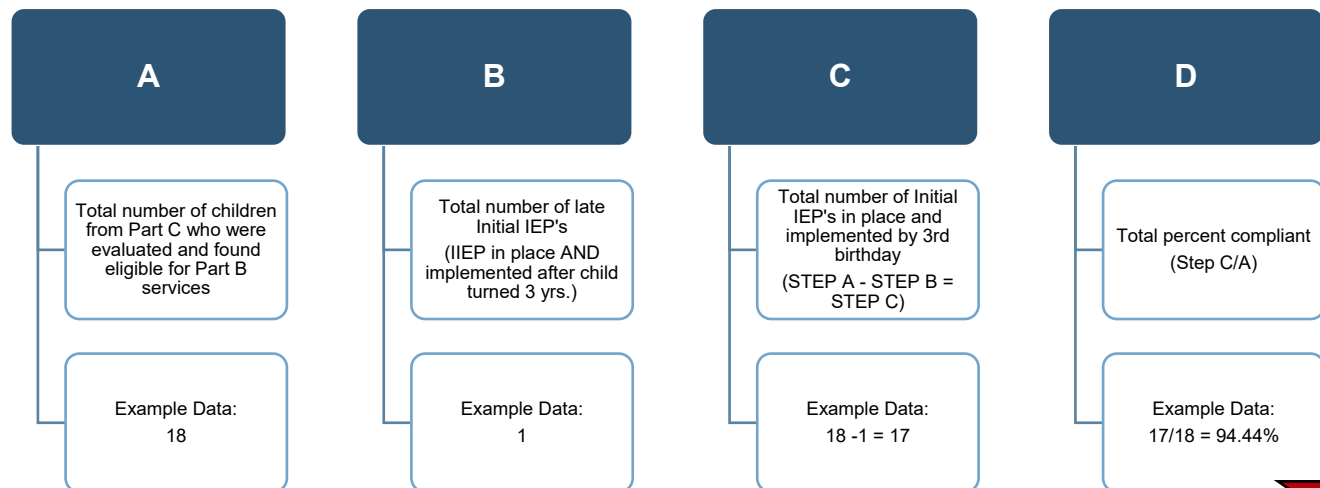 A
Total number of children
from Part C who were
evaluated and found
eligible for Part B
services
Example Data:
18
B
Total number of late
Initial IEP's
(IIEP in place AND
implemented after child
turned 3 yrs.)
Example Data:
1
C
Total number of Initial
IEP's in place and
implemented by 3rd
birthday
(STEP A - STEP B =
STEP C)
Example Data:
18 -1 = 17
D
Total percent compliant
(Step C/A)
Example Data:
17/18 = 94.44%